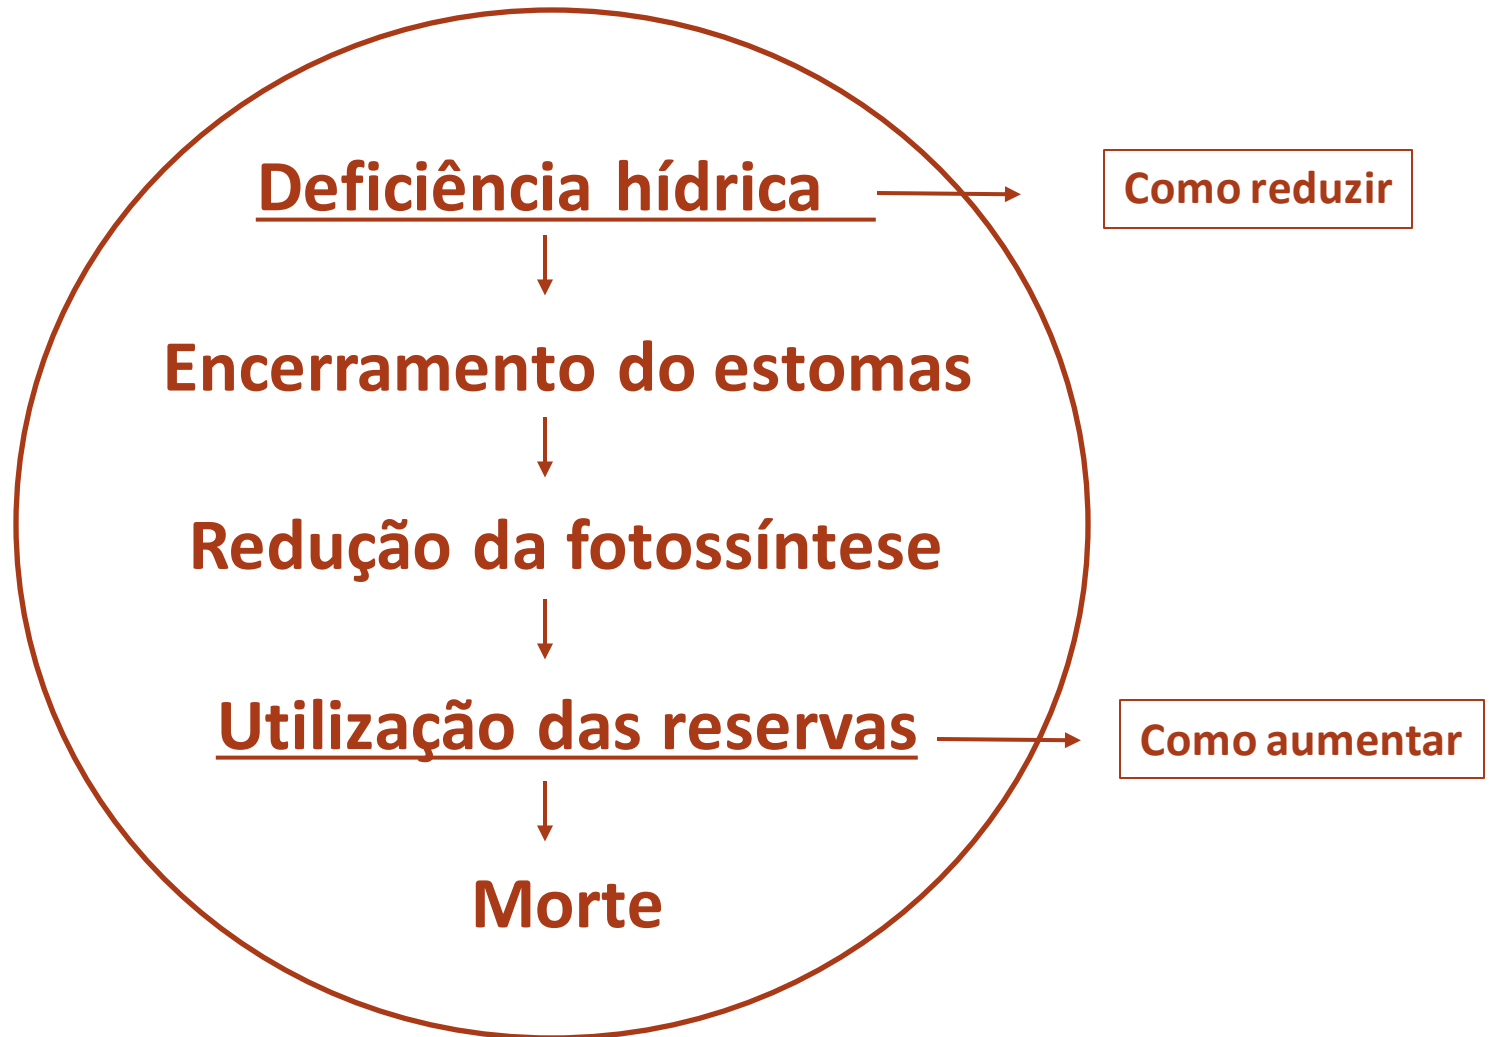 Deficiência hídrica
Como reduzir
Encerramento do estomas
Redução da fotossíntese
Utilização das reservas
Como aumentar
Morte